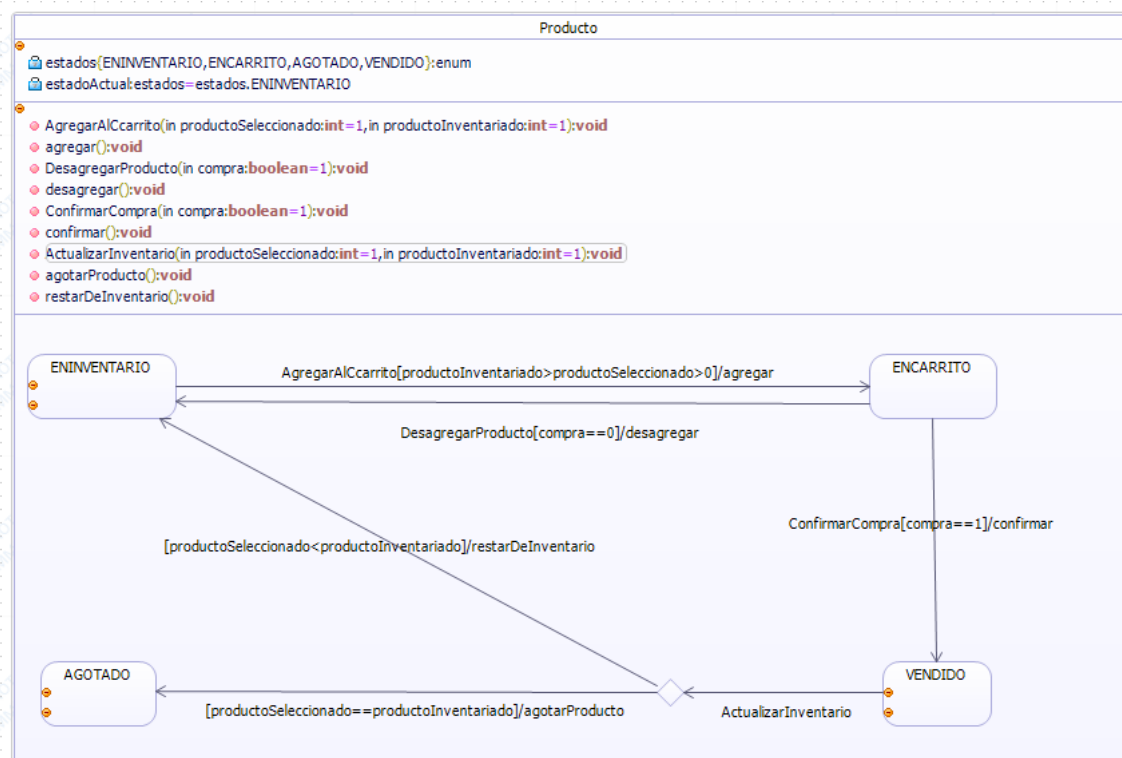 Producto
estados{ENINVENTARIO,ENCARRITO,AGOTADO,VENDIDO}:enum
estadoActual:estados=estados.ENINVENTARIO
AgregarAlCcarrito(in productoSeleccionado:int=1,in productoInventariado:int=1):void
agregar():void
DesagregarProducto(in compra:boolean=1):void
desagregar():void
ConfirmarCompra(in compra:boolean=1):void
confirmar():void
ActualizarInventario(in productoSeleccionado:int=1,in productoInventariado:int=1):void
agotarProducto():void
restarDeInventario():void
ENINVENTARIO
AgregarAlCcarrito[productoInventariado>productoSeleccionado>0]/agregar
ENCARRITO
DesagregarProducto[compra==0]/desagregar
ConfirmarCompra[compra==1]/confirmar
[productoSeleccionado<productoInventariado]/restarDeInventario
AGOTADO
VENDIDO
[productoSeleccionado==productoInventariado]/agotarProducto
ActualizarInventario